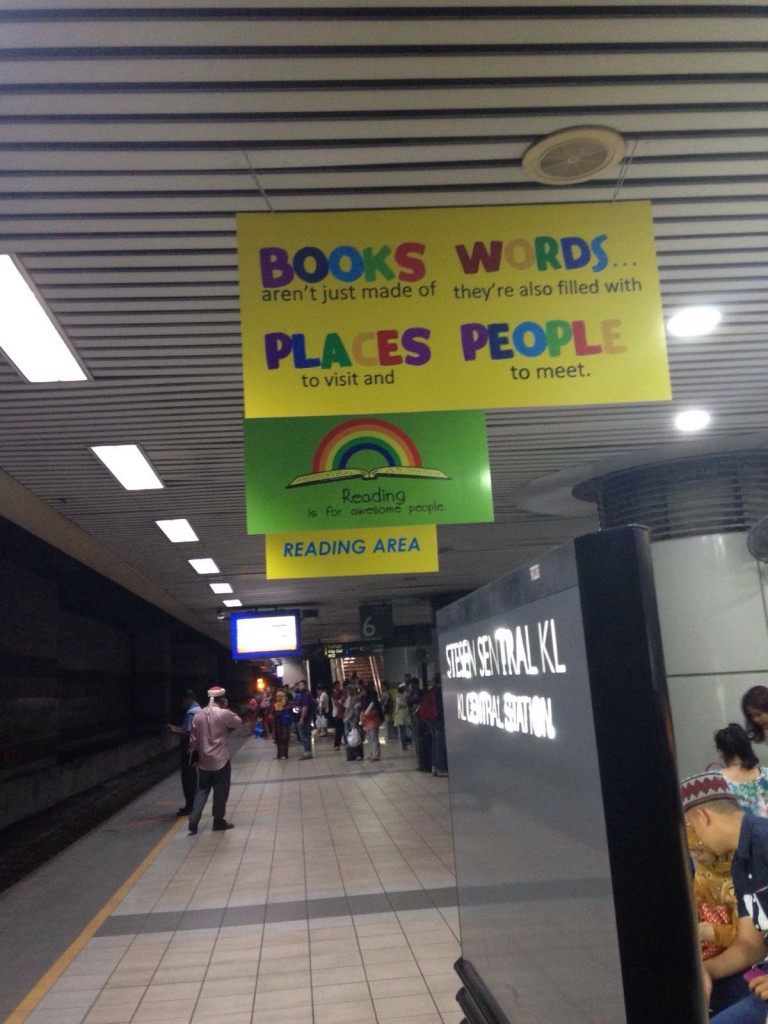 BOOKS WORDS...
aren't just made of they're also filled with
PLACES PEOPLE
to visit and to meet.
Reading
is for awesome people.
READING AREA
6
STESEN SENTRAL KL
KL CENTRAL STATION